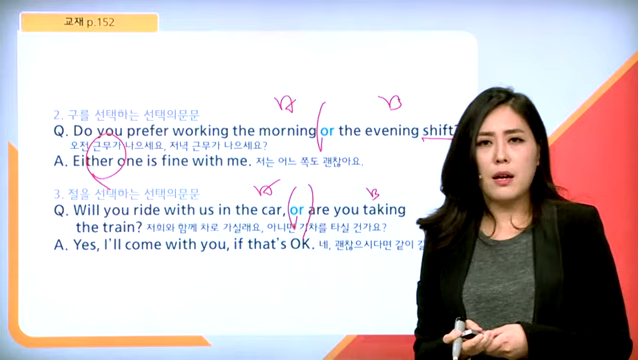 교재 p.152
2. 구를 선택하는 선택의문문
A
B
Q. Do you prefer working the morning or the evening shift?
오전 근무가 나으세요, 저녁 근무가 나으세요?
A. Either one is fine with me. 저는 어느 쪽도 괜찮아요.
3. 절을 선택하는 선택의문문
A
B
Q. Will you ride with us in the car, or are you taking
the train? 저희와 함께 차로 가실래요, 아니면 기차를 타실 건가요?
A. Yes, I'll come with you, if that's OK. 네, 괜찮으시다면 같이